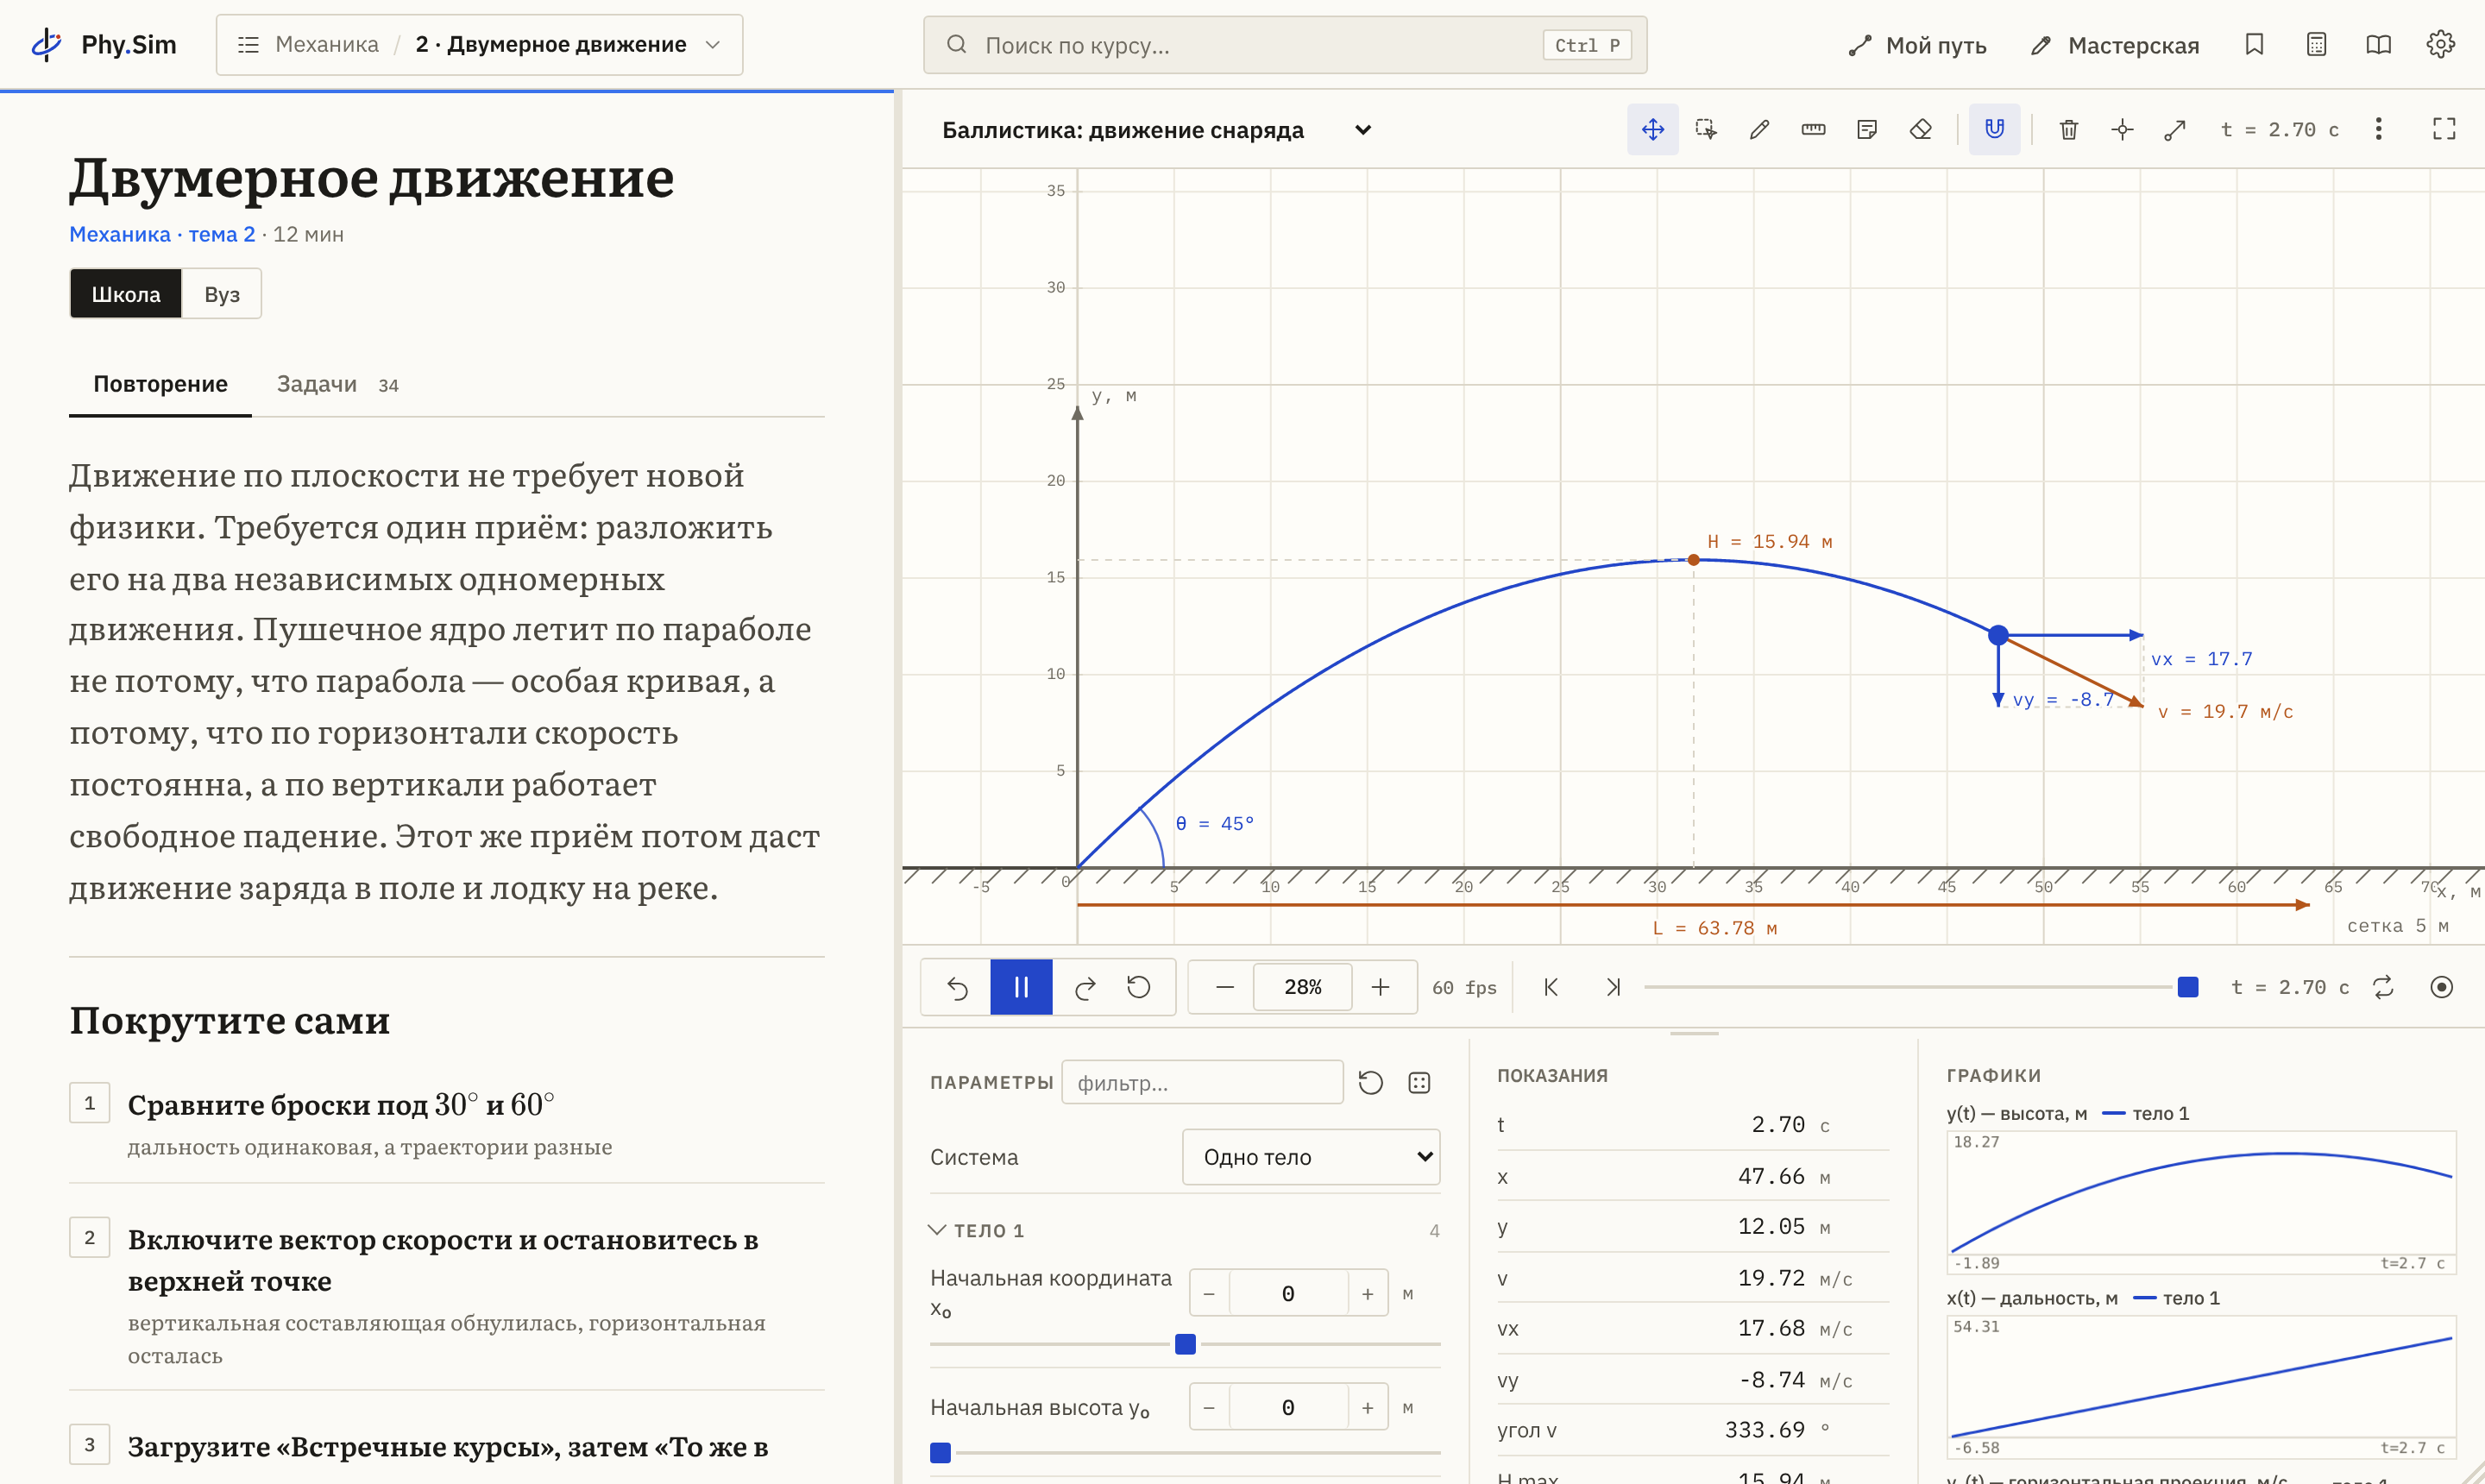 Phy.Sim
Механика / 2 · Двумерное движение
Поиск по курсу...
Ctrl P
Мой путь
Мастерская
Двумерное движение
Механика · тема 2 · 12 мин
Школа
Вуз
Повторение
Задачи 34
Движение по плоскости не требует новой
физики. Требуется один приём: разложить
его на два независимых одномерных
движения. Пушечное ядро летит по параболе
не потому, что парабола — особая кривая, а
потому, что по горизонтали скорость
постоянна, а по вертикали работает
свободное падение. Этот же приём потом даст
движение заряда в поле и лодку на реке.
Покрутите сами
1
Сравните броски под 30° и 60°
дальность одинаковая, а траектории разные
2
Включите вектор скорости и остановитесь в
верхней точке
вертикальная составляющая обнулилась, горизонтальная
осталась
3
Загрузите «Встречные курсы», затем «То же в
Баллистика: движение снаряда
t = 2.70 с
35
30
25
y, м
20
H = 15.94 м
15
10
vx = 17.7
vy = -8.7
v = 19.7 м/с
5
θ = 45°
-5 0 5 10 15 20 25 30 35 40 45 50 55 60 65 70 x, м
L = 63.78 м
сетка 5 м
28%
60 fps
t = 2.70 с
ПАРАМЕТРЫ
фильтр...
Система
Одно тело
ТЕЛО 1
4
Начальная координата
x₀
− 0 + м
Начальная высота y₀
− 0 + м
ПОКАЗАНИЯ
t 2.70 с
x 47.66 м
y 12.05 м
v 19.72 м/с
vx 17.68 м/с
vy -8.74 м/с
угол v 333.69 °
H max 15.94 м
ГРАФИКИ
y(t) — высота, м тело 1
18.27
-1.89
t=2.7 с
x(t) — дальность, м тело 1
54.31
-6.58
t=2.7 с
vₓ(t) — горизонтальная проекция, м/с тело 1